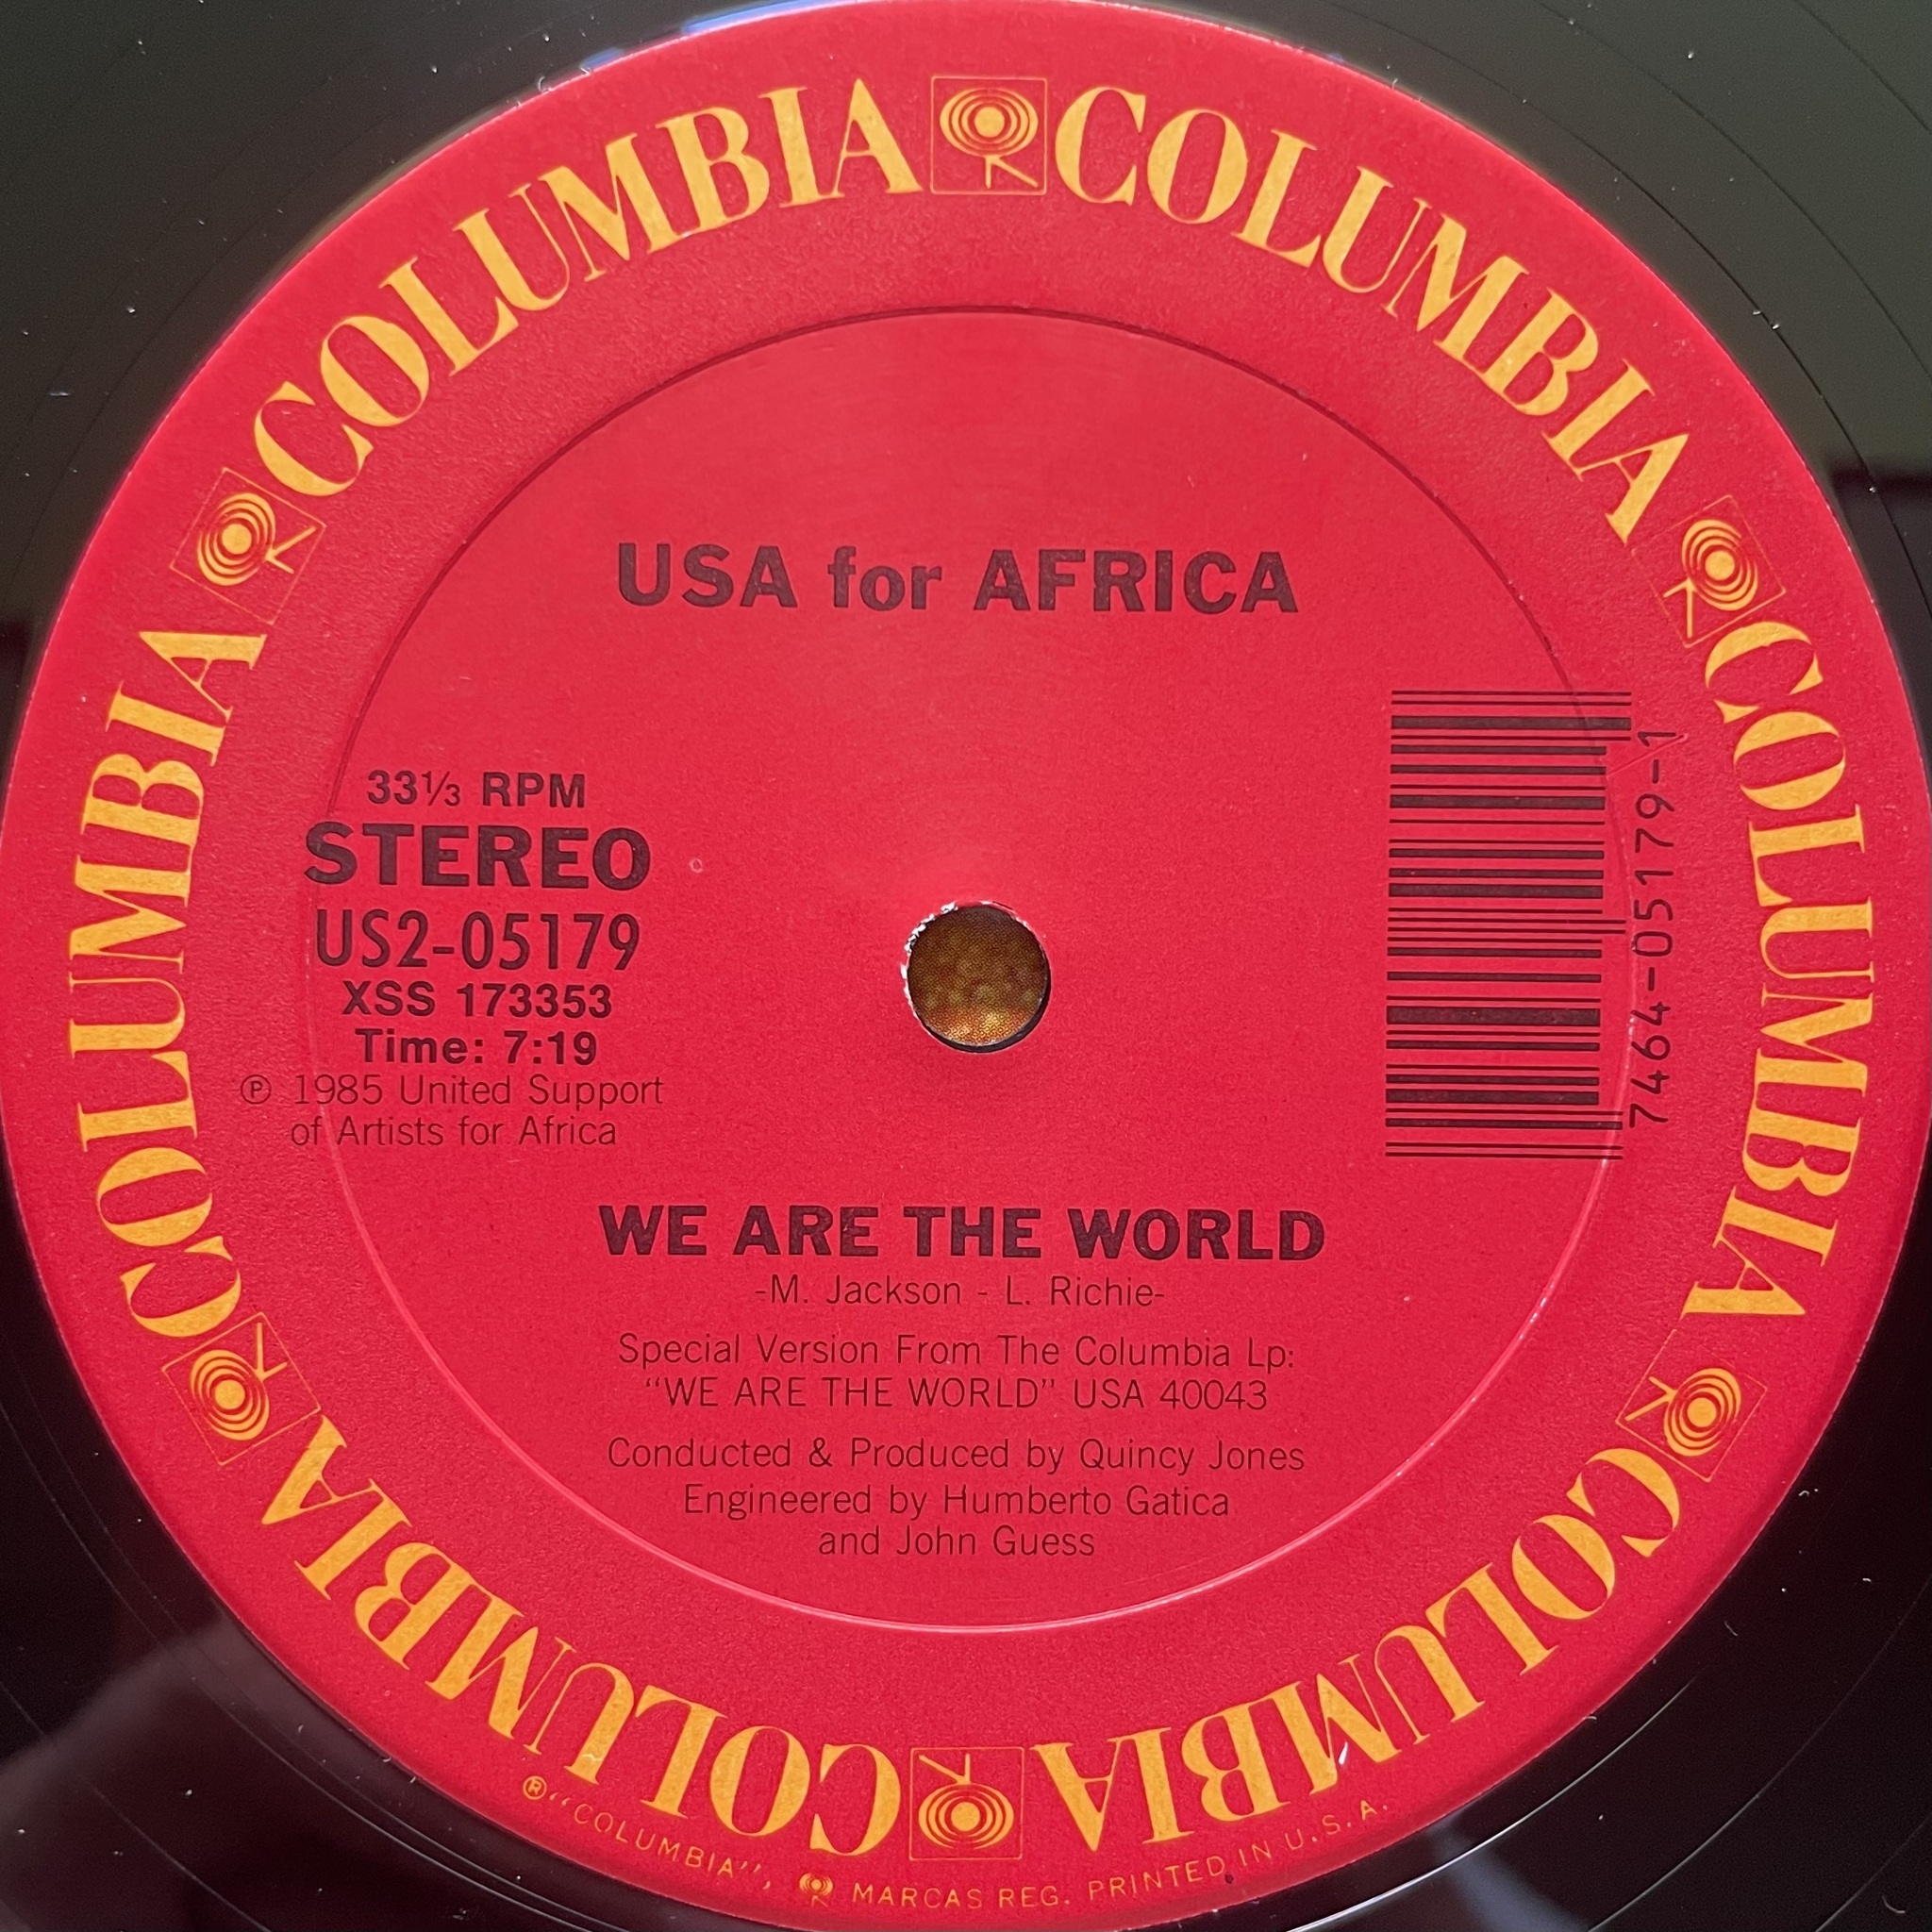 COLUMBIA COLUMBIA COLUMBIA COLUMBIA COLUMBIA COLUMBIA
USA for AFRICA
33⅓ RPM
STEREO
US2-05179
XSS 173353
Time: 7:19
℗ 1985 United Support
of Artists for Africa
7464-05179-1
WE ARE THE WORLD
-M. Jackson - L. Richie-
Special Version From The Columbia Lp:
"WE ARE THE WORLD" USA 40043
Conducted & Produced by Quincy Jones
Engineered by Humberto Gatica
and John Guess
® "COLUMBIA", MARCAS REG. PRINTED IN U.S.A.